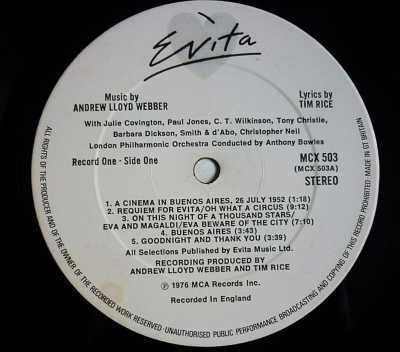 Evita
Music by
ANDREW LLOYD WEBBER
Lyrics by
TIM RICE
With Julie Covington, Paul Jones, C. T. Wilkinson, Tony Christie,
Barbara Dickson, Smith & d'Abo, Christopher Neil
London Philharmonic Orchestra Conducted by Anthony Bowles
Record One - Side One
MCX 503
(MCX 503A)
STEREO
1. A CINEMA IN BUENOS AIRES, 26 JULY 1952 (1:18)
2. REQUIEM FOR EVITA/OH WHAT A CIRCUS (9:28)
3. ON THIS NIGHT OF A THOUSAND STARS/
EVA AND MAGALDI/EVA BEWARE OF THE CITY (7:10)
4. BUENOS AIRES (3:43)
5. GOODNIGHT AND THANK YOU (3:39)
All Selections Published by Evita Music Ltd.
RECORDING PRODUCED BY
ANDREW LLOYD WEBBER AND TIM RICE
Ⓟ 1976 MCA Records Inc.
Recorded In England
ALL RIGHTS OF THE PRODUCER AND OF THE OWNER OF THE RECORDED WORK RESERVED · UNAUTHORISED PUBLIC PERFORMANCE BROADCASTING AND COPYING OF THIS RECORD PROHIBITED · MADE IN GT BRITAIN